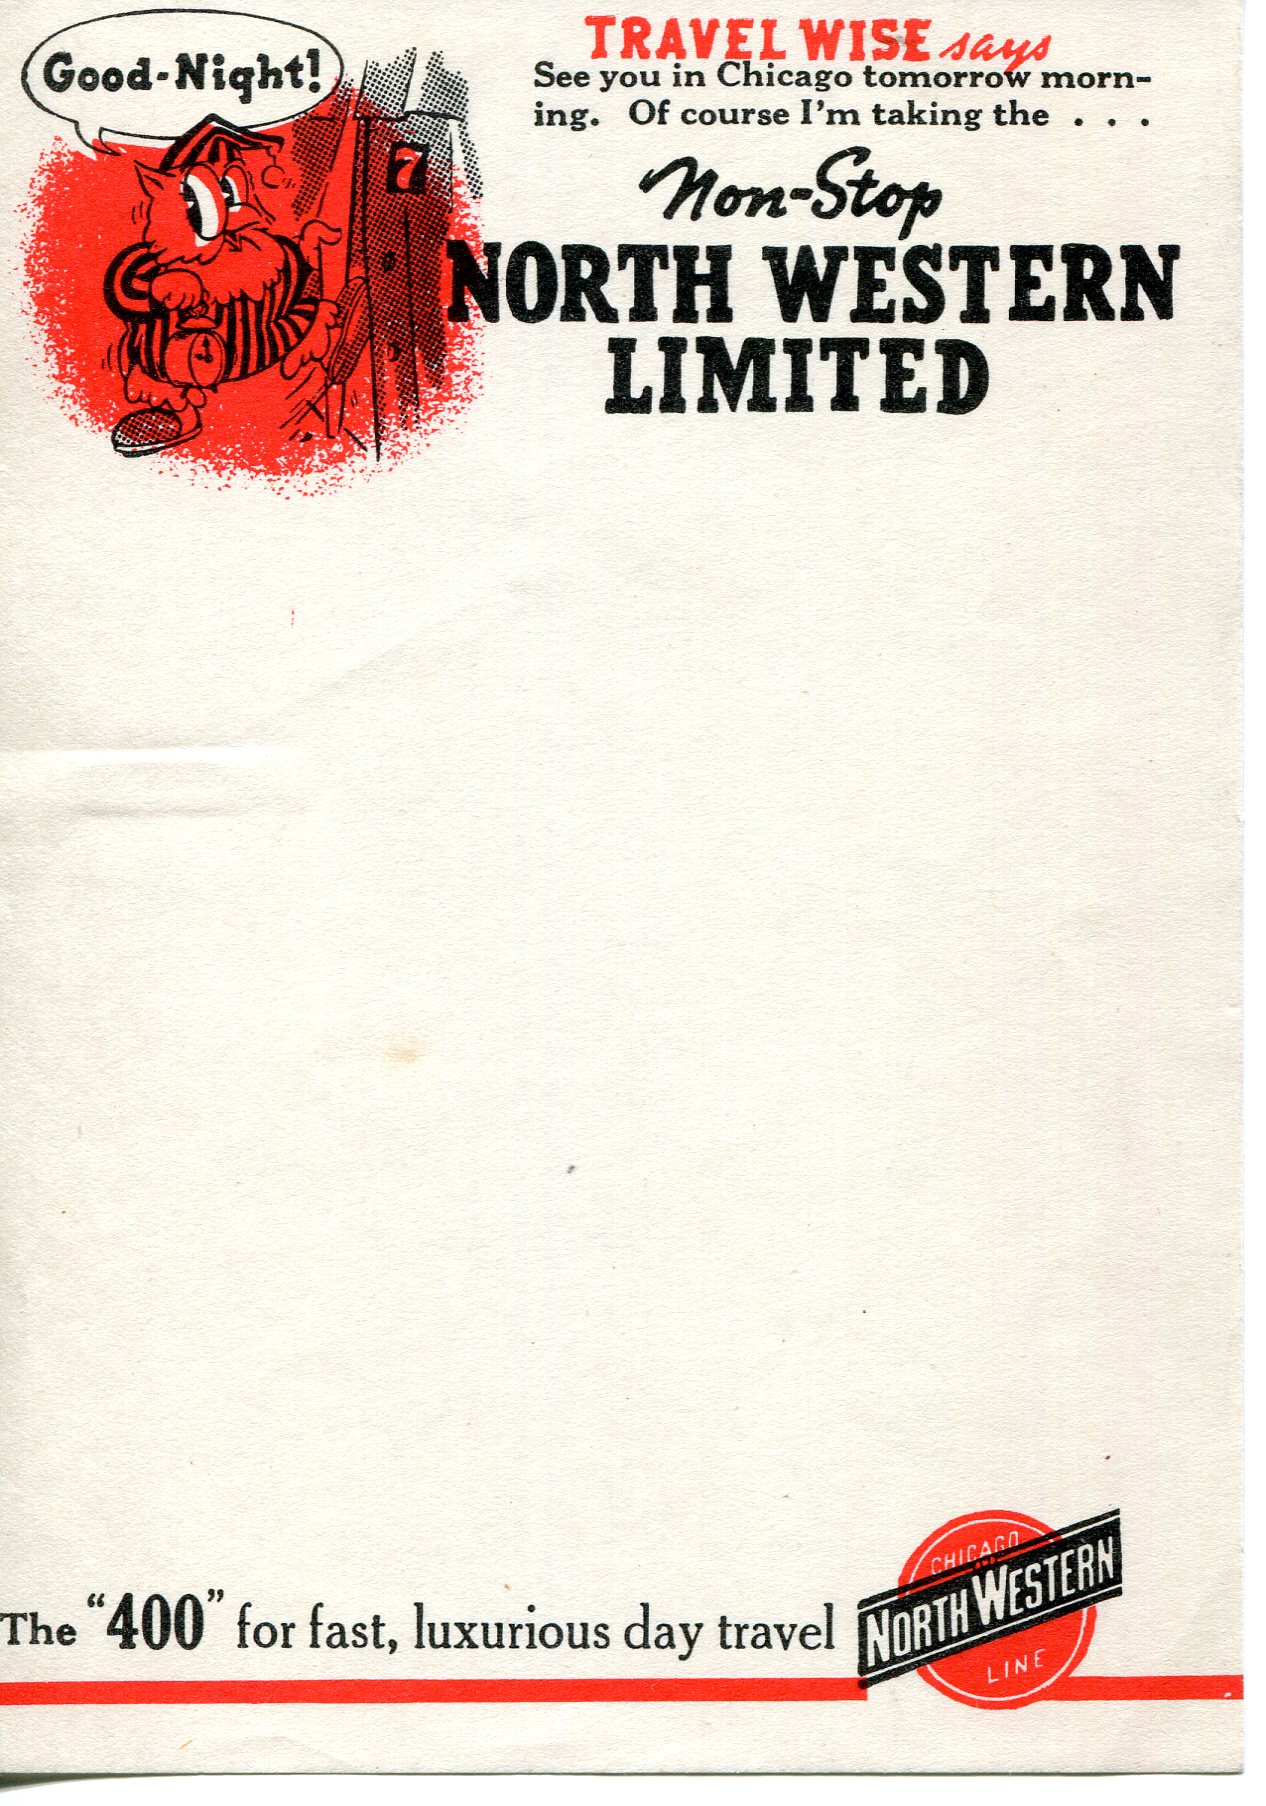 Good-Night!
TRAVEL WISE says
See you in Chicago tomorrow morn-
ing. Of course I'm taking the . . .
7
Non-Stop
NORTH WESTERN
LIMITED
The "400" for fast, luxurious day travel
CHICAGO
AND
NORTH WESTERN
LINE